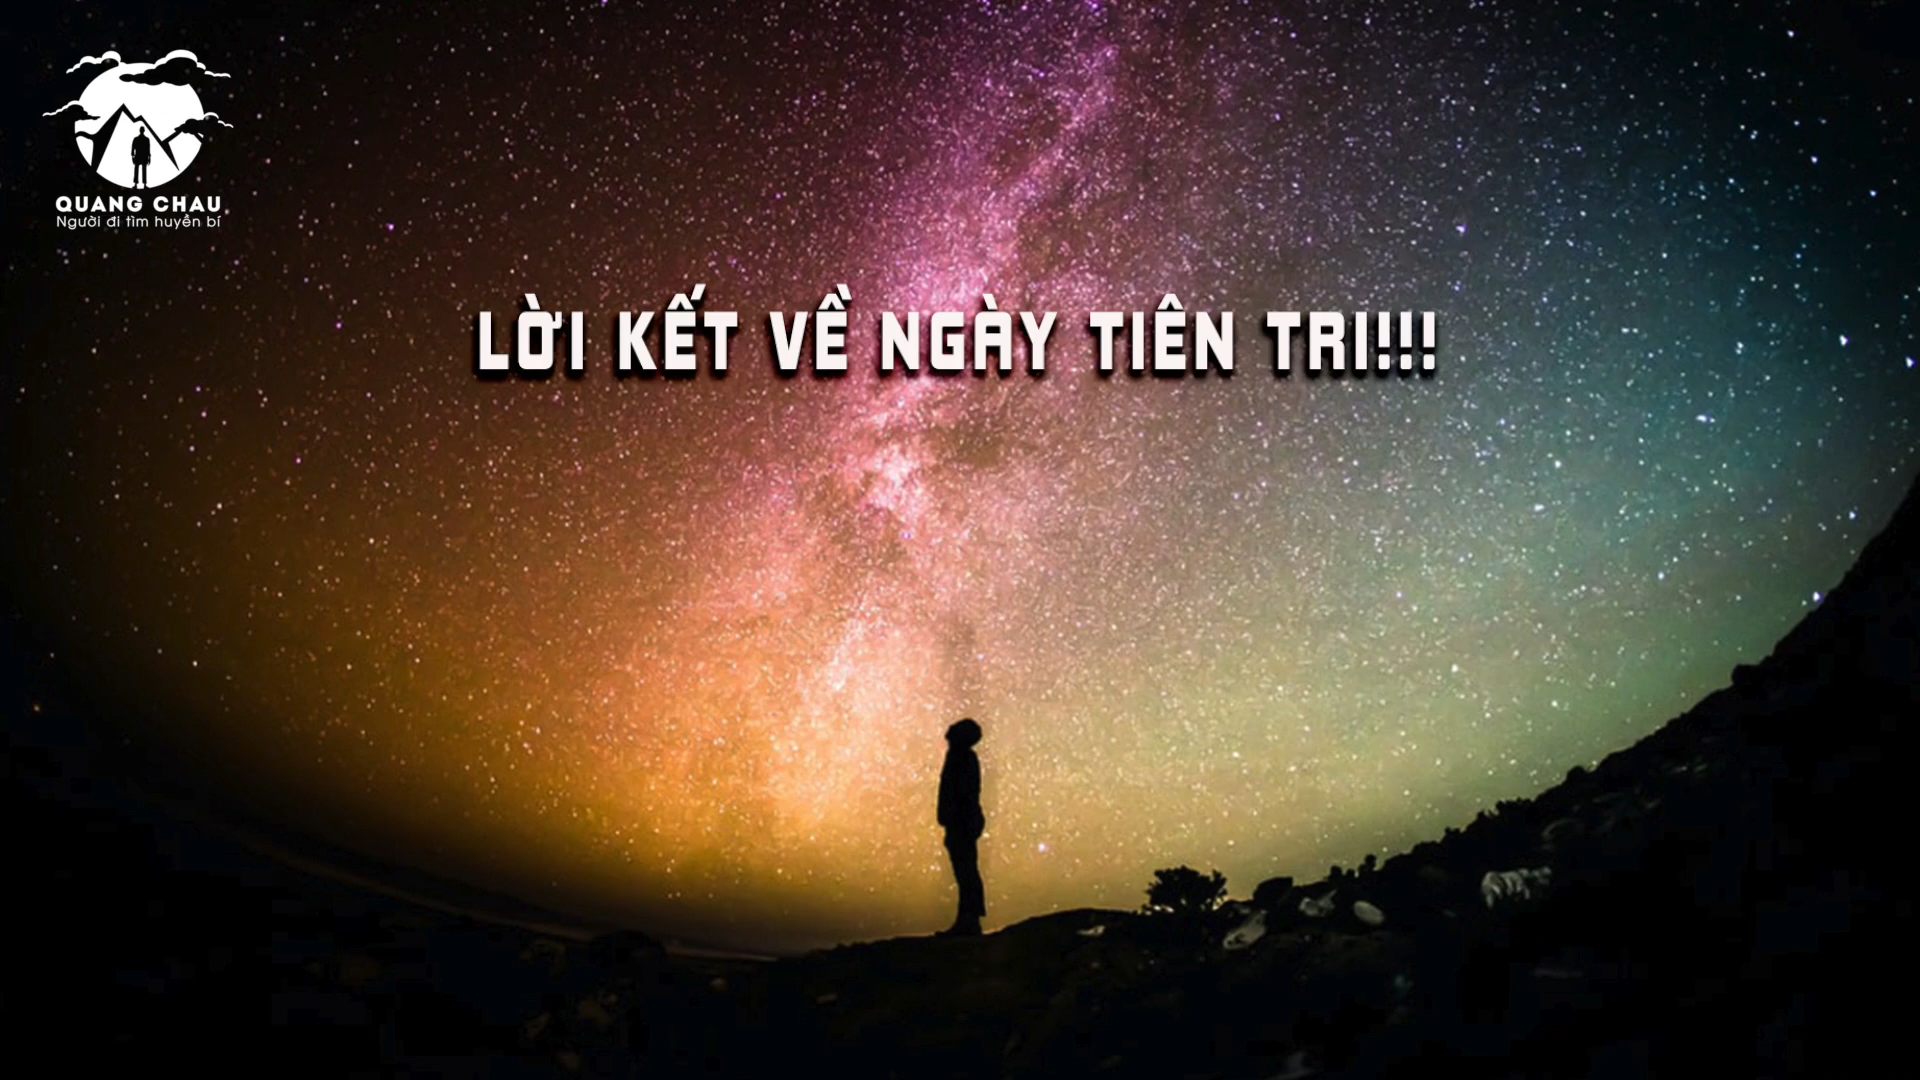 QUANG CHAU
Người đi tìm huyền bí
LỜI KẾT VỀ NGÀY TIÊN TRI!!!